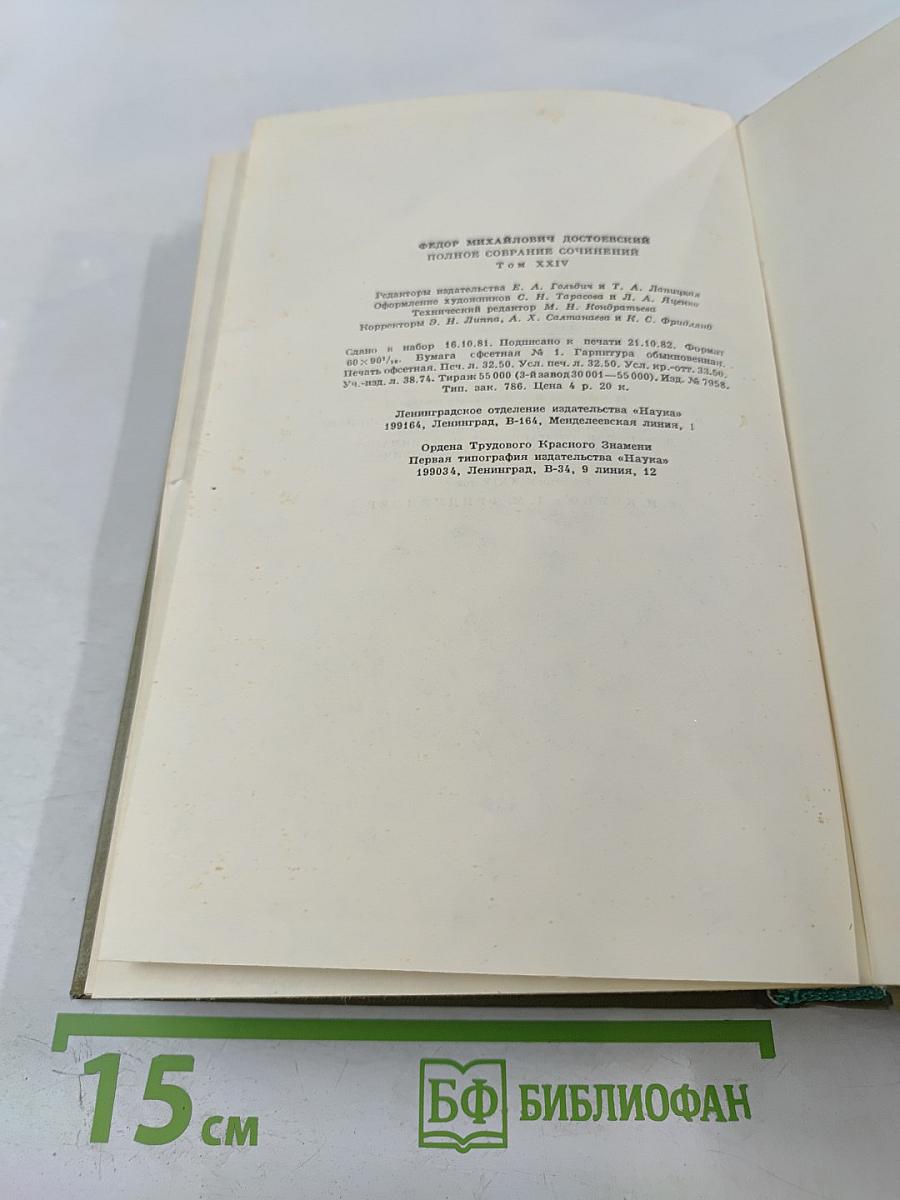 ФЕДОР МИХАЙЛОВИЧ ДОСТОЕВСКИЙ
ПОЛНОЕ СОБРАНИЕ СОЧИНЕНИЙ
Том XXIV
Редакторы издательства Е. А. Гольдич и Т. А. Лапицкая
Оформление художников С. Н. Тарасова и Л. А. Яценко
Технический редактор М. Н. Кондратьева
Корректоры Э. Н. Липпа, А. Х. Салтанаева и К. С. Фридлянд
Сдано в набор 16.10.81. Подписано к печати 21.10.82. Формат
60×90¹/₁₆. Бумага офсетная № 1. Гарнитура обыкновенная.
Печать офсетная. Печ. л. 32.50. Усл. печ. л. 32.50. Усл. кр.-отт. 33.50.
Уч.-изд. л. 38.74. Тираж 55 000 (3-й завод 30 001—55 000). Изд. № 7958.
Тип. зак. 786. Цена 4 р. 20 к.
Ленинградское отделение издательства «Наука»
199164, Ленинград, В-164, Менделеевская линия, 1
Ордена Трудового Красного Знамени
Первая типография издательства «Наука»
199034, Ленинград, В-34, 9 линия, 12
15 см
БФ БИБЛИОФАН